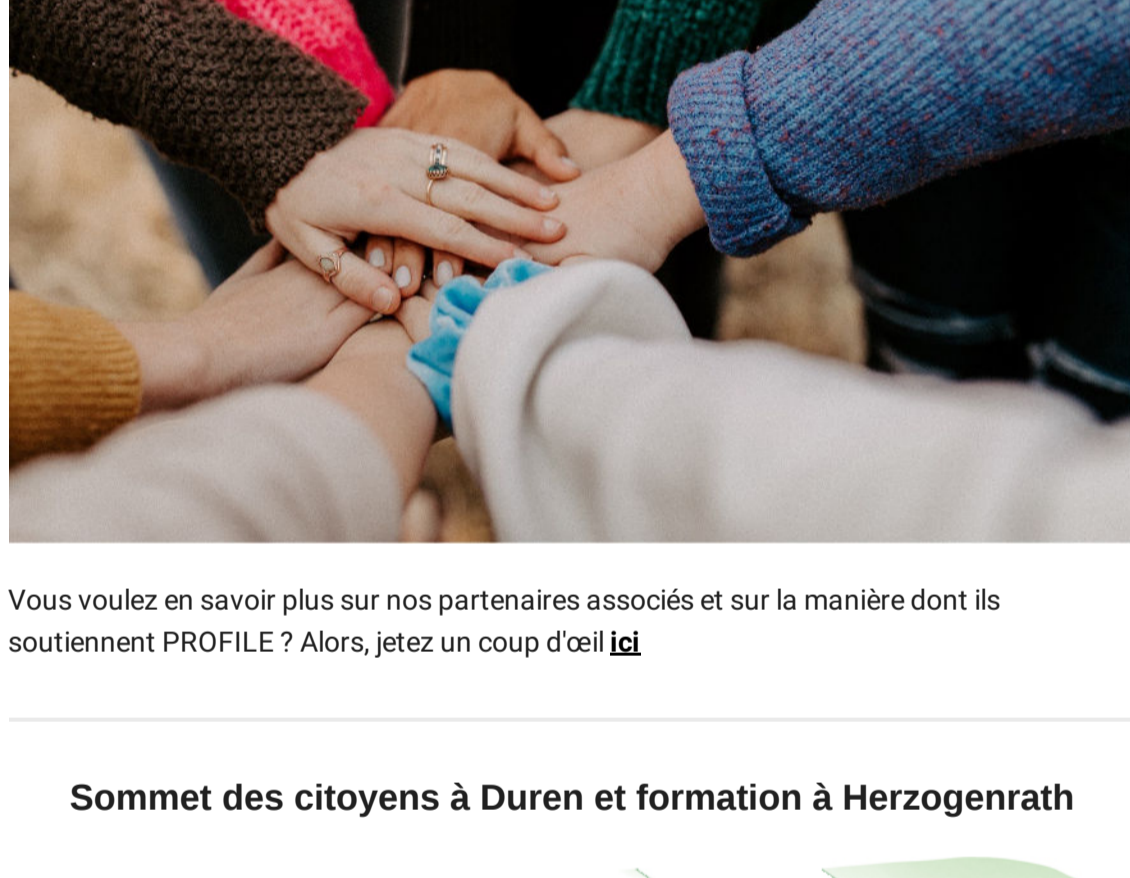 Vous voulez en savoir plus sur nos partenaires associés et sur la manière dont ils
soutiennent PROFILE ? Alors, jetez un coup d'œil ici
Sommet des citoyens à Duren et formation à Herzogenrath